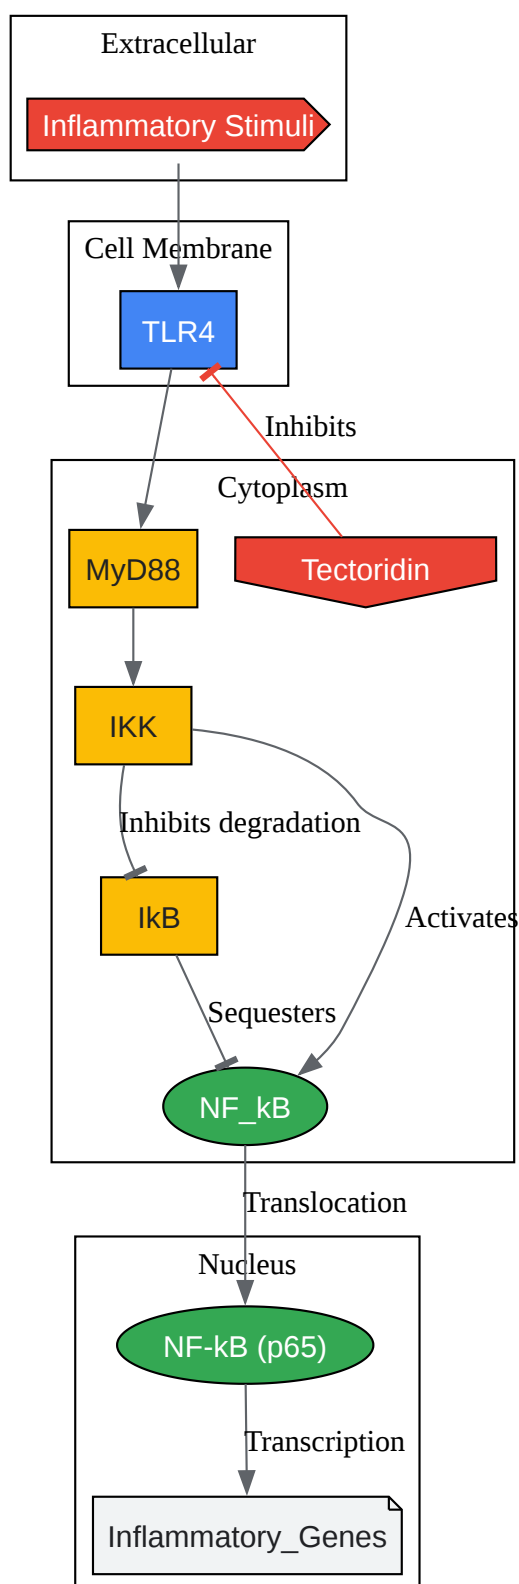 Extracellular
Inflammatory Stimuli
Cell Membrane
TLR4
Inhibits
Cytoplasm
MyD88
Tectoridin
IKK
Inhibits degradation
IkB
Activates
Sequesters
NF_kB
Translocation
Nucleus
NF-kB (p65)
Transcription
Inflammatory_Genes